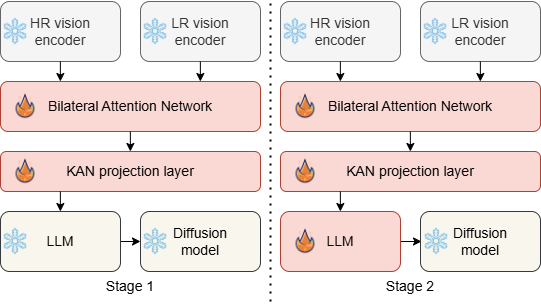 HR vision
encoder
LR vision
encoder
Bilateral Attention Network
KAN projection layer
LLM
Diffusion
model
Stage 1
HR vision
encoder
LR vision
encoder
Bilateral Attention Network
KAN projection layer
LLM
Diffusion
model
Stage 2